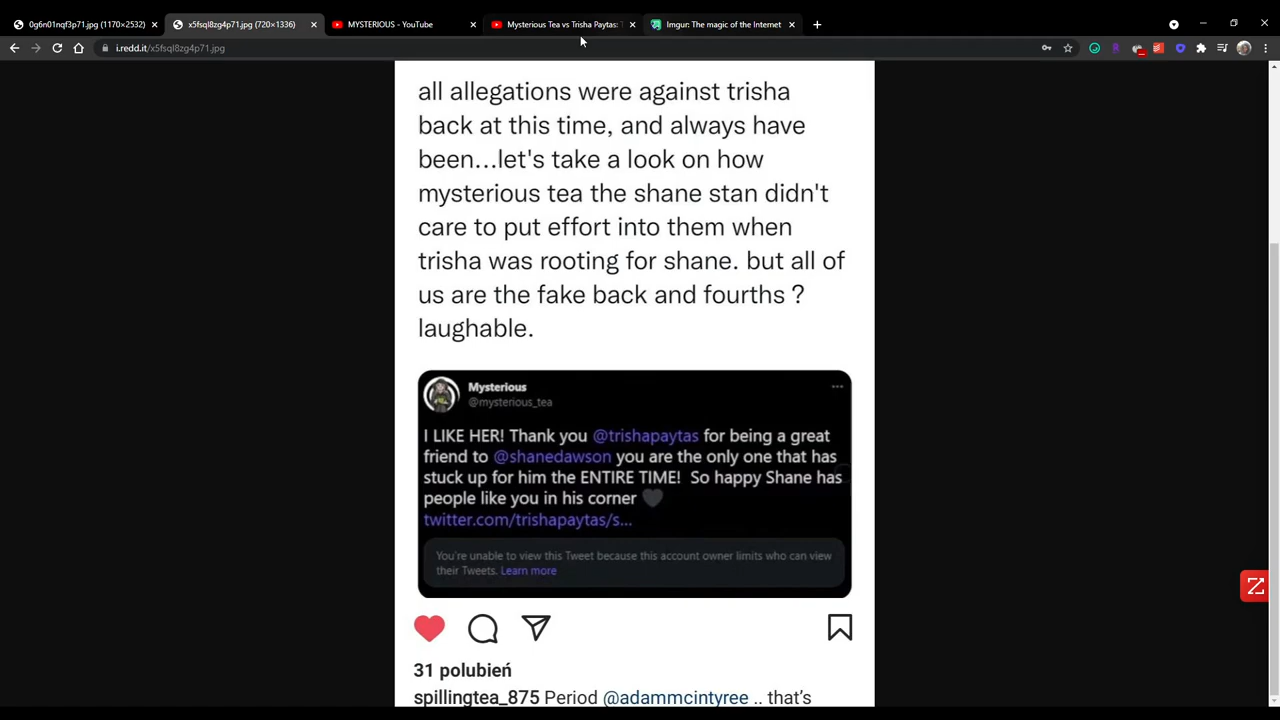 0g6n01nqf3p71.jpg (1170×2532)
x5fsql8zg4p71.jpg (720×1336)
MYSTERIOUS - YouTube
Mysterious Tea vs Trisha Paytas:
Imgur: The magic of the Internet
i.redd.it/x5fsql8zg4p71.jpg
all allegations were against trisha
back at this time, and always have
been...let's take a look on how
mysterious tea the shane stan didn't
care to put effort into them when
trisha was rooting for shane. but all of
us are the fake back and fourths ?
laughable.
Mysterious
@mysterious_tea
I LIKE HER! Thank you @trishapaytas for being a great
friend to @shanedawson you are the only one that has
stuck up for him the ENTIRE TIME! So happy Shane has
people like you in his corner 🖤
twitter.com/trishapaytas/s...
You're unable to view this Tweet because this account owner limits who can view
their Tweets. Learn more
31 polubień
spillingtea_875 Period @adammcintyree .. that's